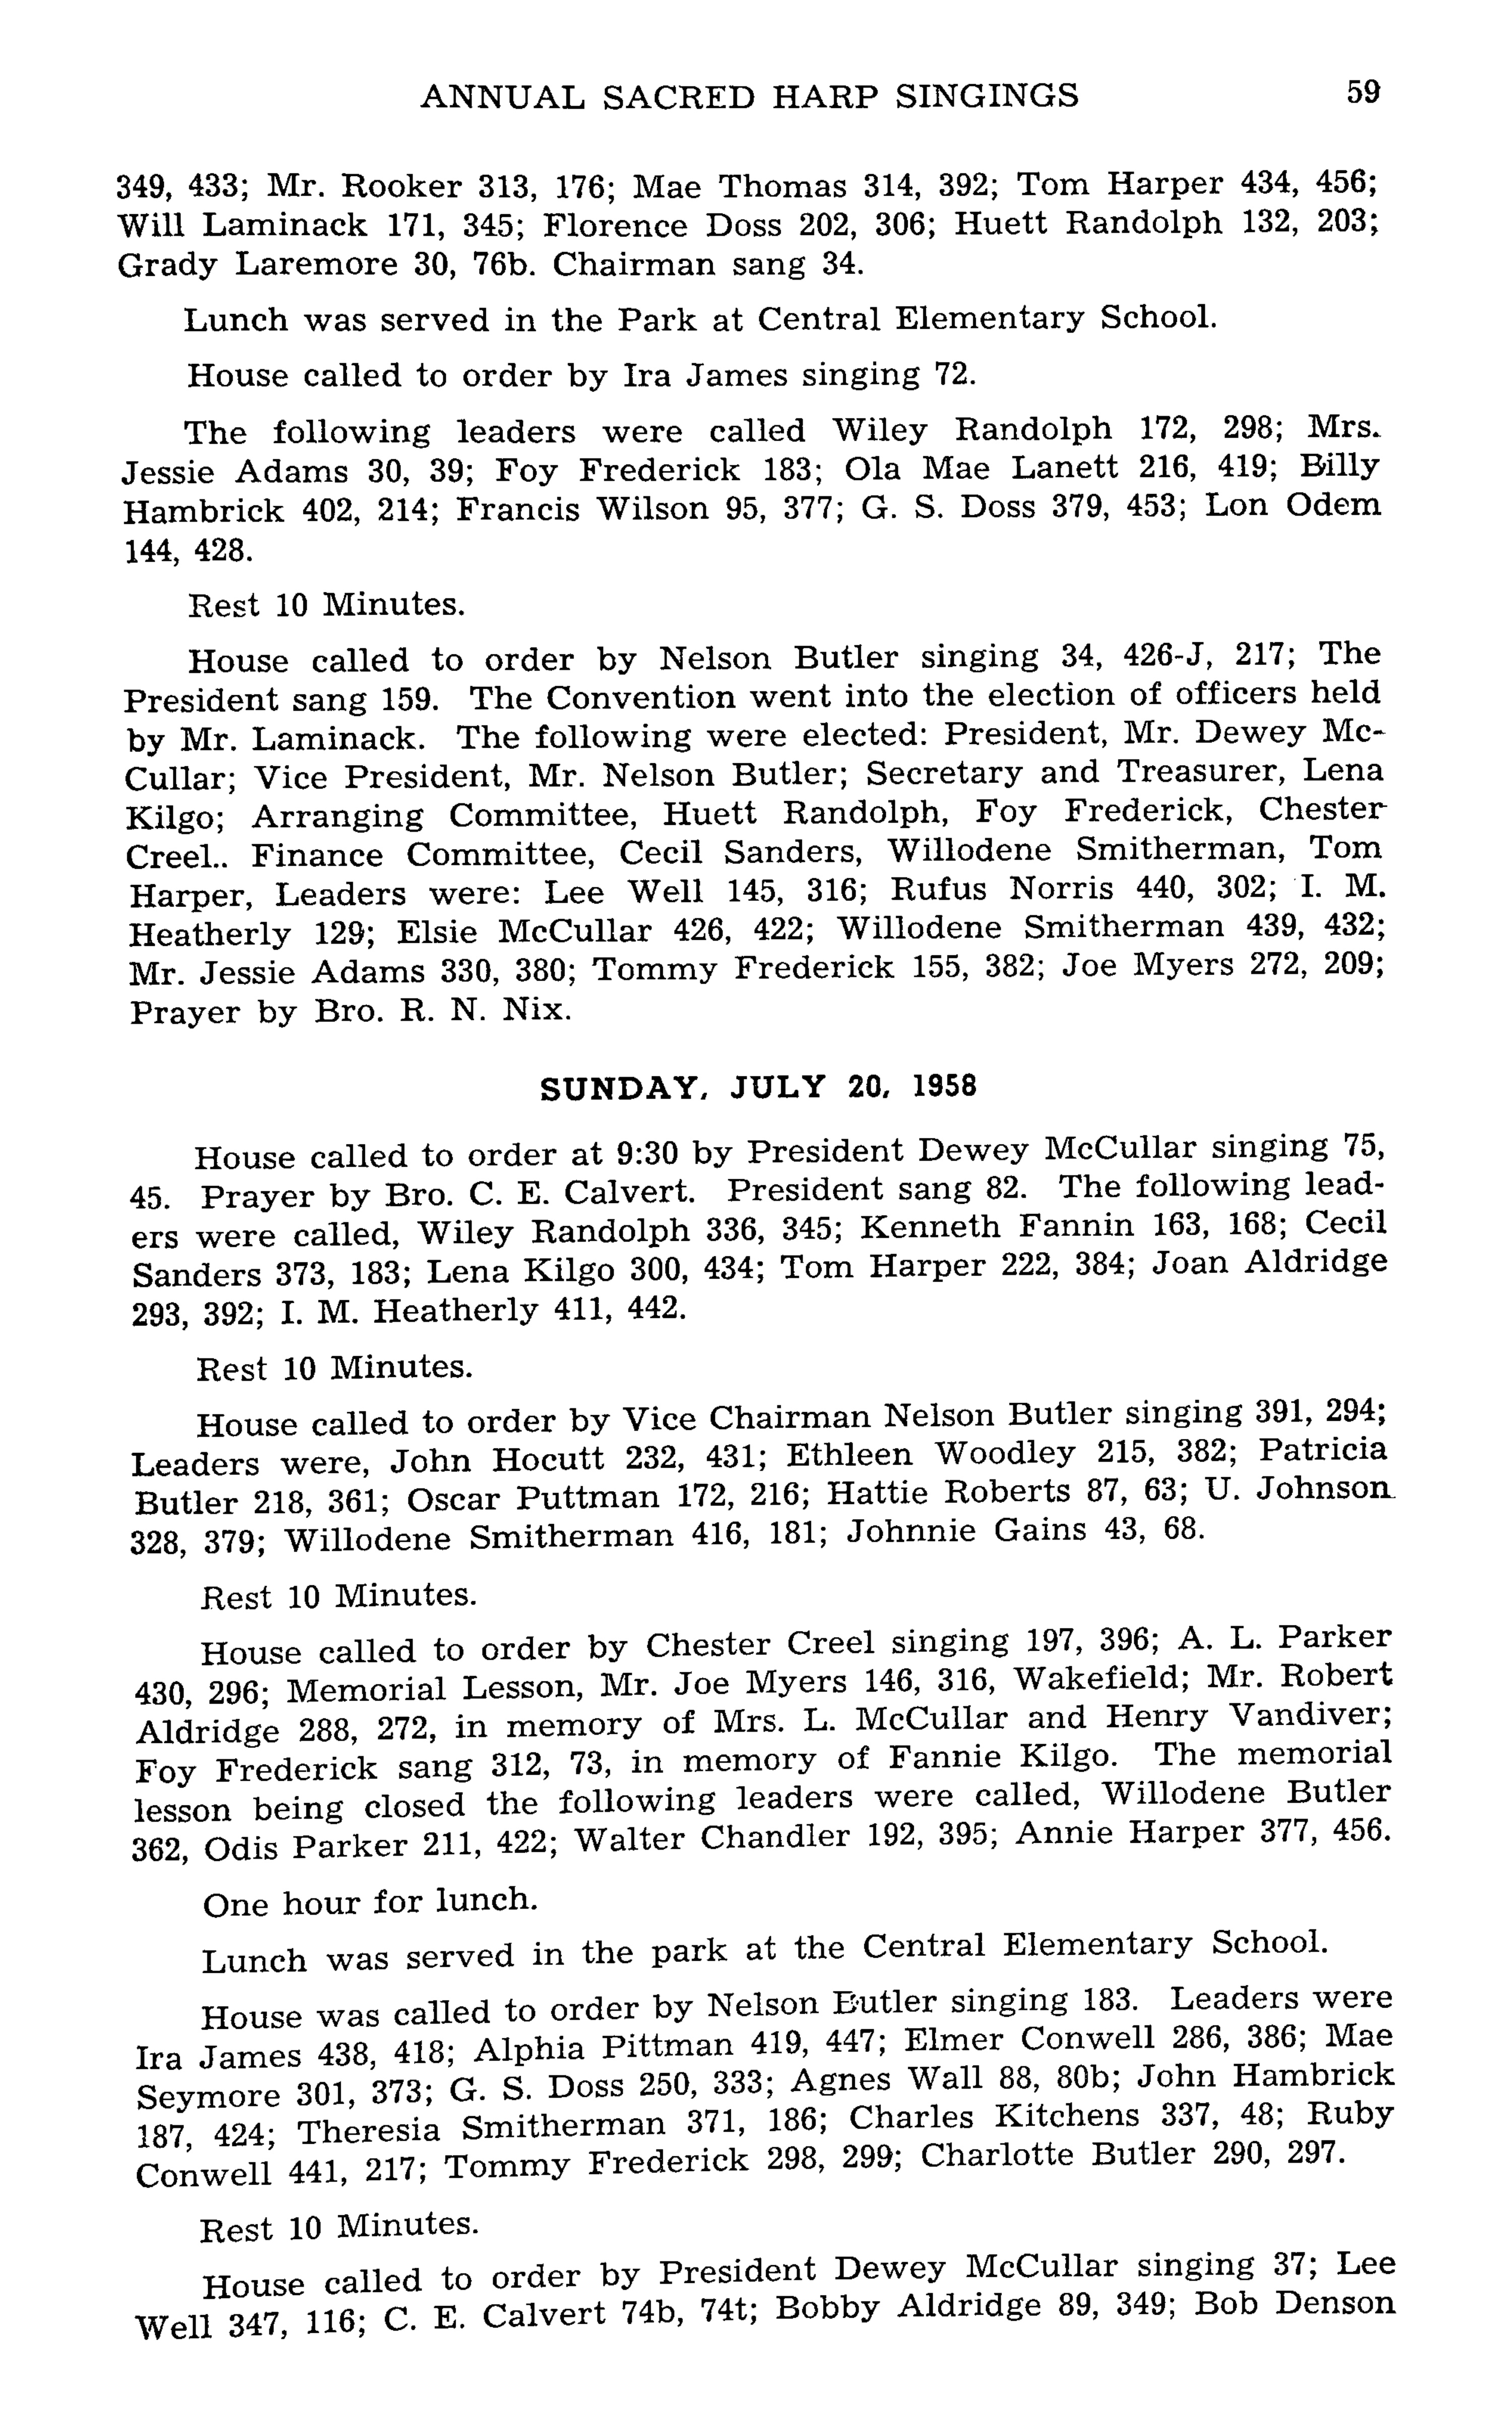 ANNUAL SACRED HARP SINGINGS 59
349, 433; Mr. Rooker 313, 176; Mae Thomas 314, 392; Tom Harper 434, 456;
Will Laminack 171, 345; Florence Doss 202, 306; Huett Randolph 132, 203;
Grady Laremore 30, 76b. Chairman sang 34.
Lunch was served in the Park at Central Elementary School.
House called to order by Ira James singing 72.
The following leaders were called Wiley Randolph 172, 298; Mrs.
Jessie Adams 30, 39; Foy Frederick 183; Ola Mae Lanett 216, 419; Billy
Hambrick 402, 214; Francis Wilson 95, 377; G. S. Doss 379, 453; Lon Odem
144, 428.
Rest 10 Minutes.
House called to order by Nelson Butler singing 34, 426-J, 217; The
President sang 159. The Convention went into the election of officers held
by Mr. Laminack. The following were elected: President, Mr. Dewey Mc-
Cullar; Vice President, Mr. Nelson Butler; Secretary and Treasurer, Lena
Kilgo; Arranging Committee, Huett Randolph, Foy Frederick, Chester
Creel.. Finance Committee, Cecil Sanders, Willodene Smitherman, Tom
Harper, Leaders were: Lee Well 145, 316; Rufus Norris 440, 302; I. M.
Heatherly 129; Elsie McCullar 426, 422; Willodene Smitherman 439, 432;
Mr. Jessie Adams 330, 380; Tommy Frederick 155, 382; Joe Myers 272, 209;
Prayer by Bro. R. N. Nix.
SUNDAY, JULY 20, 1958
House called to order at 9:30 by President Dewey McCullar singing 75,
45. Prayer by Bro. C. E. Calvert. President sang 82. The following lead-
ers were called, Wiley Randolph 336, 345; Kenneth Fannin 163, 168; Cecil
Sanders 373, 183; Lena Kilgo 300, 434; Tom Harper 222, 384; Joan Aldridge
293, 392; I. M. Heatherly 411, 442.
Rest 10 Minutes.
House called to order by Vice Chairman Nelson Butler singing 391, 294;
Leaders were, John Hocutt 232, 431; Ethleen Woodley 215, 382; Patricia
Butler 218, 361; Oscar Puttman 172, 216; Hattie Roberts 87, 63; U. Johnson
328, 379; Willodene Smitherman 416, 181; Johnnie Gains 43, 68.
Rest 10 Minutes.
House called to order by Chester Creel singing 197, 396; A. L. Parker
430, 296; Memorial Lesson, Mr. Joe Myers 146, 316, Wakefield; Mr. Robert
Aldridge 288, 272, in memory of Mrs. L. McCullar and Henry Vandiver;
Foy Frederick sang 312, 73, in memory of Fannie Kilgo. The memorial
lesson being closed the following leaders were called, Willodene Butler
362, Odis Parker 211, 422; Walter Chandler 192, 395; Annie Harper 377, 456.
One hour for lunch.
Lunch was served in the park at the Central Elementary School.
House was called to order by Nelson Butler singing 183. Leaders were
Ira James 438, 418; Alphia Pittman 419, 447; Elmer Conwell 286, 386; Mae
Seymore 301, 373; G. S. Doss 250, 333; Agnes Wall 88, 80b; John Hambrick
187, 424; Theresia Smitherman 371, 186; Charles Kitchens 337, 48; Ruby
Conwell 441, 217; Tommy Frederick 298, 299; Charlotte Butler 290, 297.
Rest 10 Minutes.
House called to order by President Dewey McCullar singing 37; Lee
Well 347, 116; C. E. Calvert 74b, 74t; Bobby Aldridge 89, 349; Bob Denson